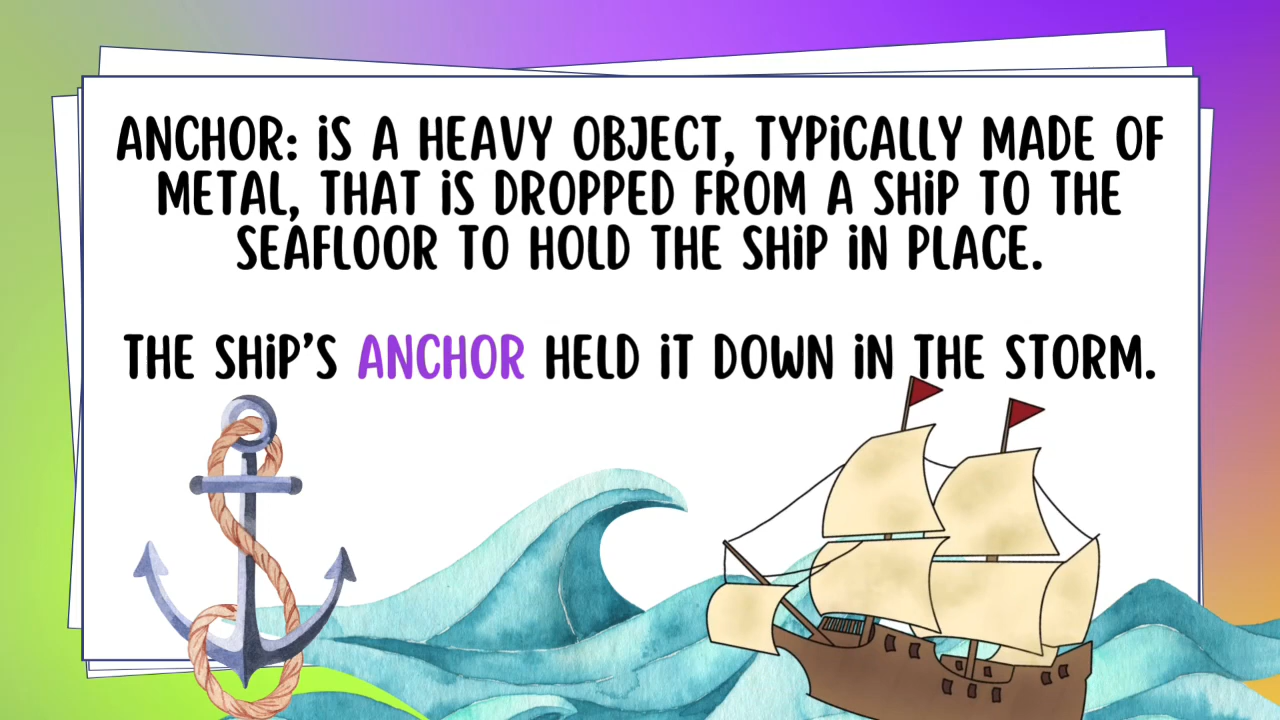 ANCHOR: iS A HEAVY OBJECT, TYPiCALLY MADE OF
METAL, THAT iS DROPPED FROM A SHiP TO THE
SEAFLOOR TO HOLD THE SHiP iN PLACE.
THE SHiP'S ANCHOR HELD iT DOWN iN THE STORM.